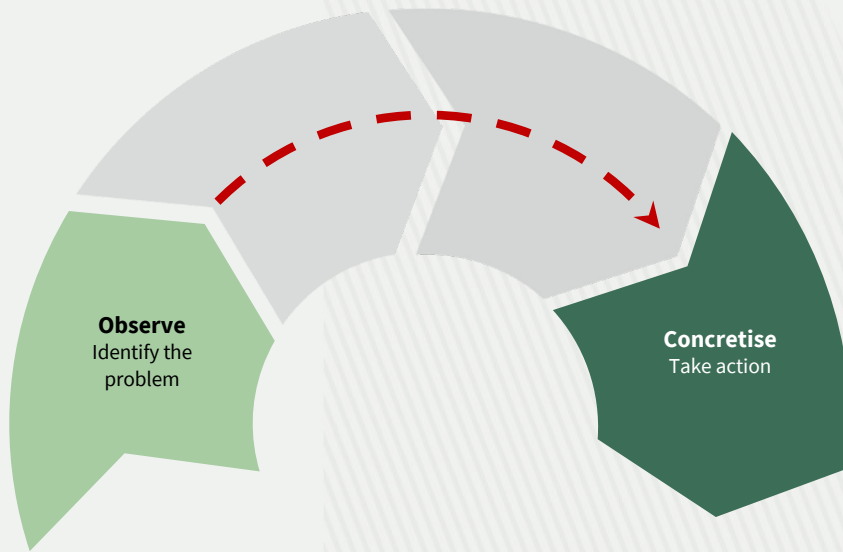 Observe
Identify the
problem
Concretise
Take action